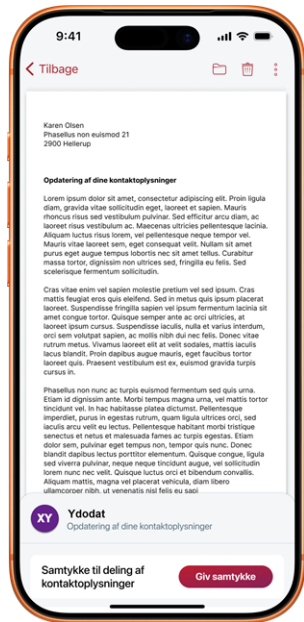 9:41
Tilbage
Karen Olsen
Phasellus non euismod 21
2900 Hellerup
Opdatering af dine kontaktoplysninger
Lorem ipsum dolor sit amet, consectetur adipiscing elit. Proin ligula
diam, gravida vitae sollicitudin eget, laoreet et sapien. Mauris
rhoncus risus sed vestibulum pulvinar. Sed efficitur arcu diam, ac
laoreet risus vestibulum ac. Maecenas ultricies pellentesque lacinia.
Aliquam luctus risus lorem, vel pellentesque neque tempor vel.
Mauris vitae laoreet sem, eget consequat velit. Nullam sit amet
purus eget augue tempus lobortis nec sit amet tellus. Curabitur
massa tortor, dignissim non ultrices sed, fringilla eu felis. Sed
scelerisque fermentum sollicitudin.
Cras vitae enim vel sapien molestie pretium vel sed ipsum. Cras
mattis feugiat eros quis eleifend. Sed in metus quis ipsum placerat
laoreet. Suspendisse fringilla sapien vel ipsum fermentum lacinia sit
amet congue tortor. Quisque semper ante ac orci ultricies, at
laoreet ipsum cursus. Suspendisse iaculis, nulla et varius interdum,
orci sem volutpat sapien, ac mollis nibh dui nec felis. Donec vitae
rutrum metus. Vivamus laoreet elit at velit sodales, mattis iaculis
lacus blandit. Proin dapibus augue mauris, eget faucibus tortor
laoreet quis. Praesent vestibulum est ex, euismod gravida turpis
cursus in.
Phasellus non nunc ac turpis euismod fermentum sed quis urna.
Etiam id dignissim ante. Morbi tempus magna urna, vel mattis tortor
tincidunt vel. In hac habitasse platea dictumst. Pellentesque
imperdiet, purus in egestas rutrum, quam ligula ultrices orci, sed
iaculis arcu velit eu lectus. Pellentesque habitant morbi tristique
senectus et netus et malesuada fames ac turpis egestas. Etiam
dolor sem, pulvinar eget tempus non, tempor quis nunc. Donec
blandit dapibus lectus porttitor elementum. Quisque congue, ligula
sed viverra pulvinar, neque neque tincidunt augue, vel sollicitudin
lorem nunc nec velit. Quisque luctus orci et bibendum convallis.
Aliquam mattis, magna vel placerat vehicula, diam libero
ullamcorper nibh, ut venenatis nisl felis eu sapi
XY
Ydodat
Opdatering af dine kontaktoplysninger
Samtykke til deling af
kontaktoplysninger
Giv samtykke